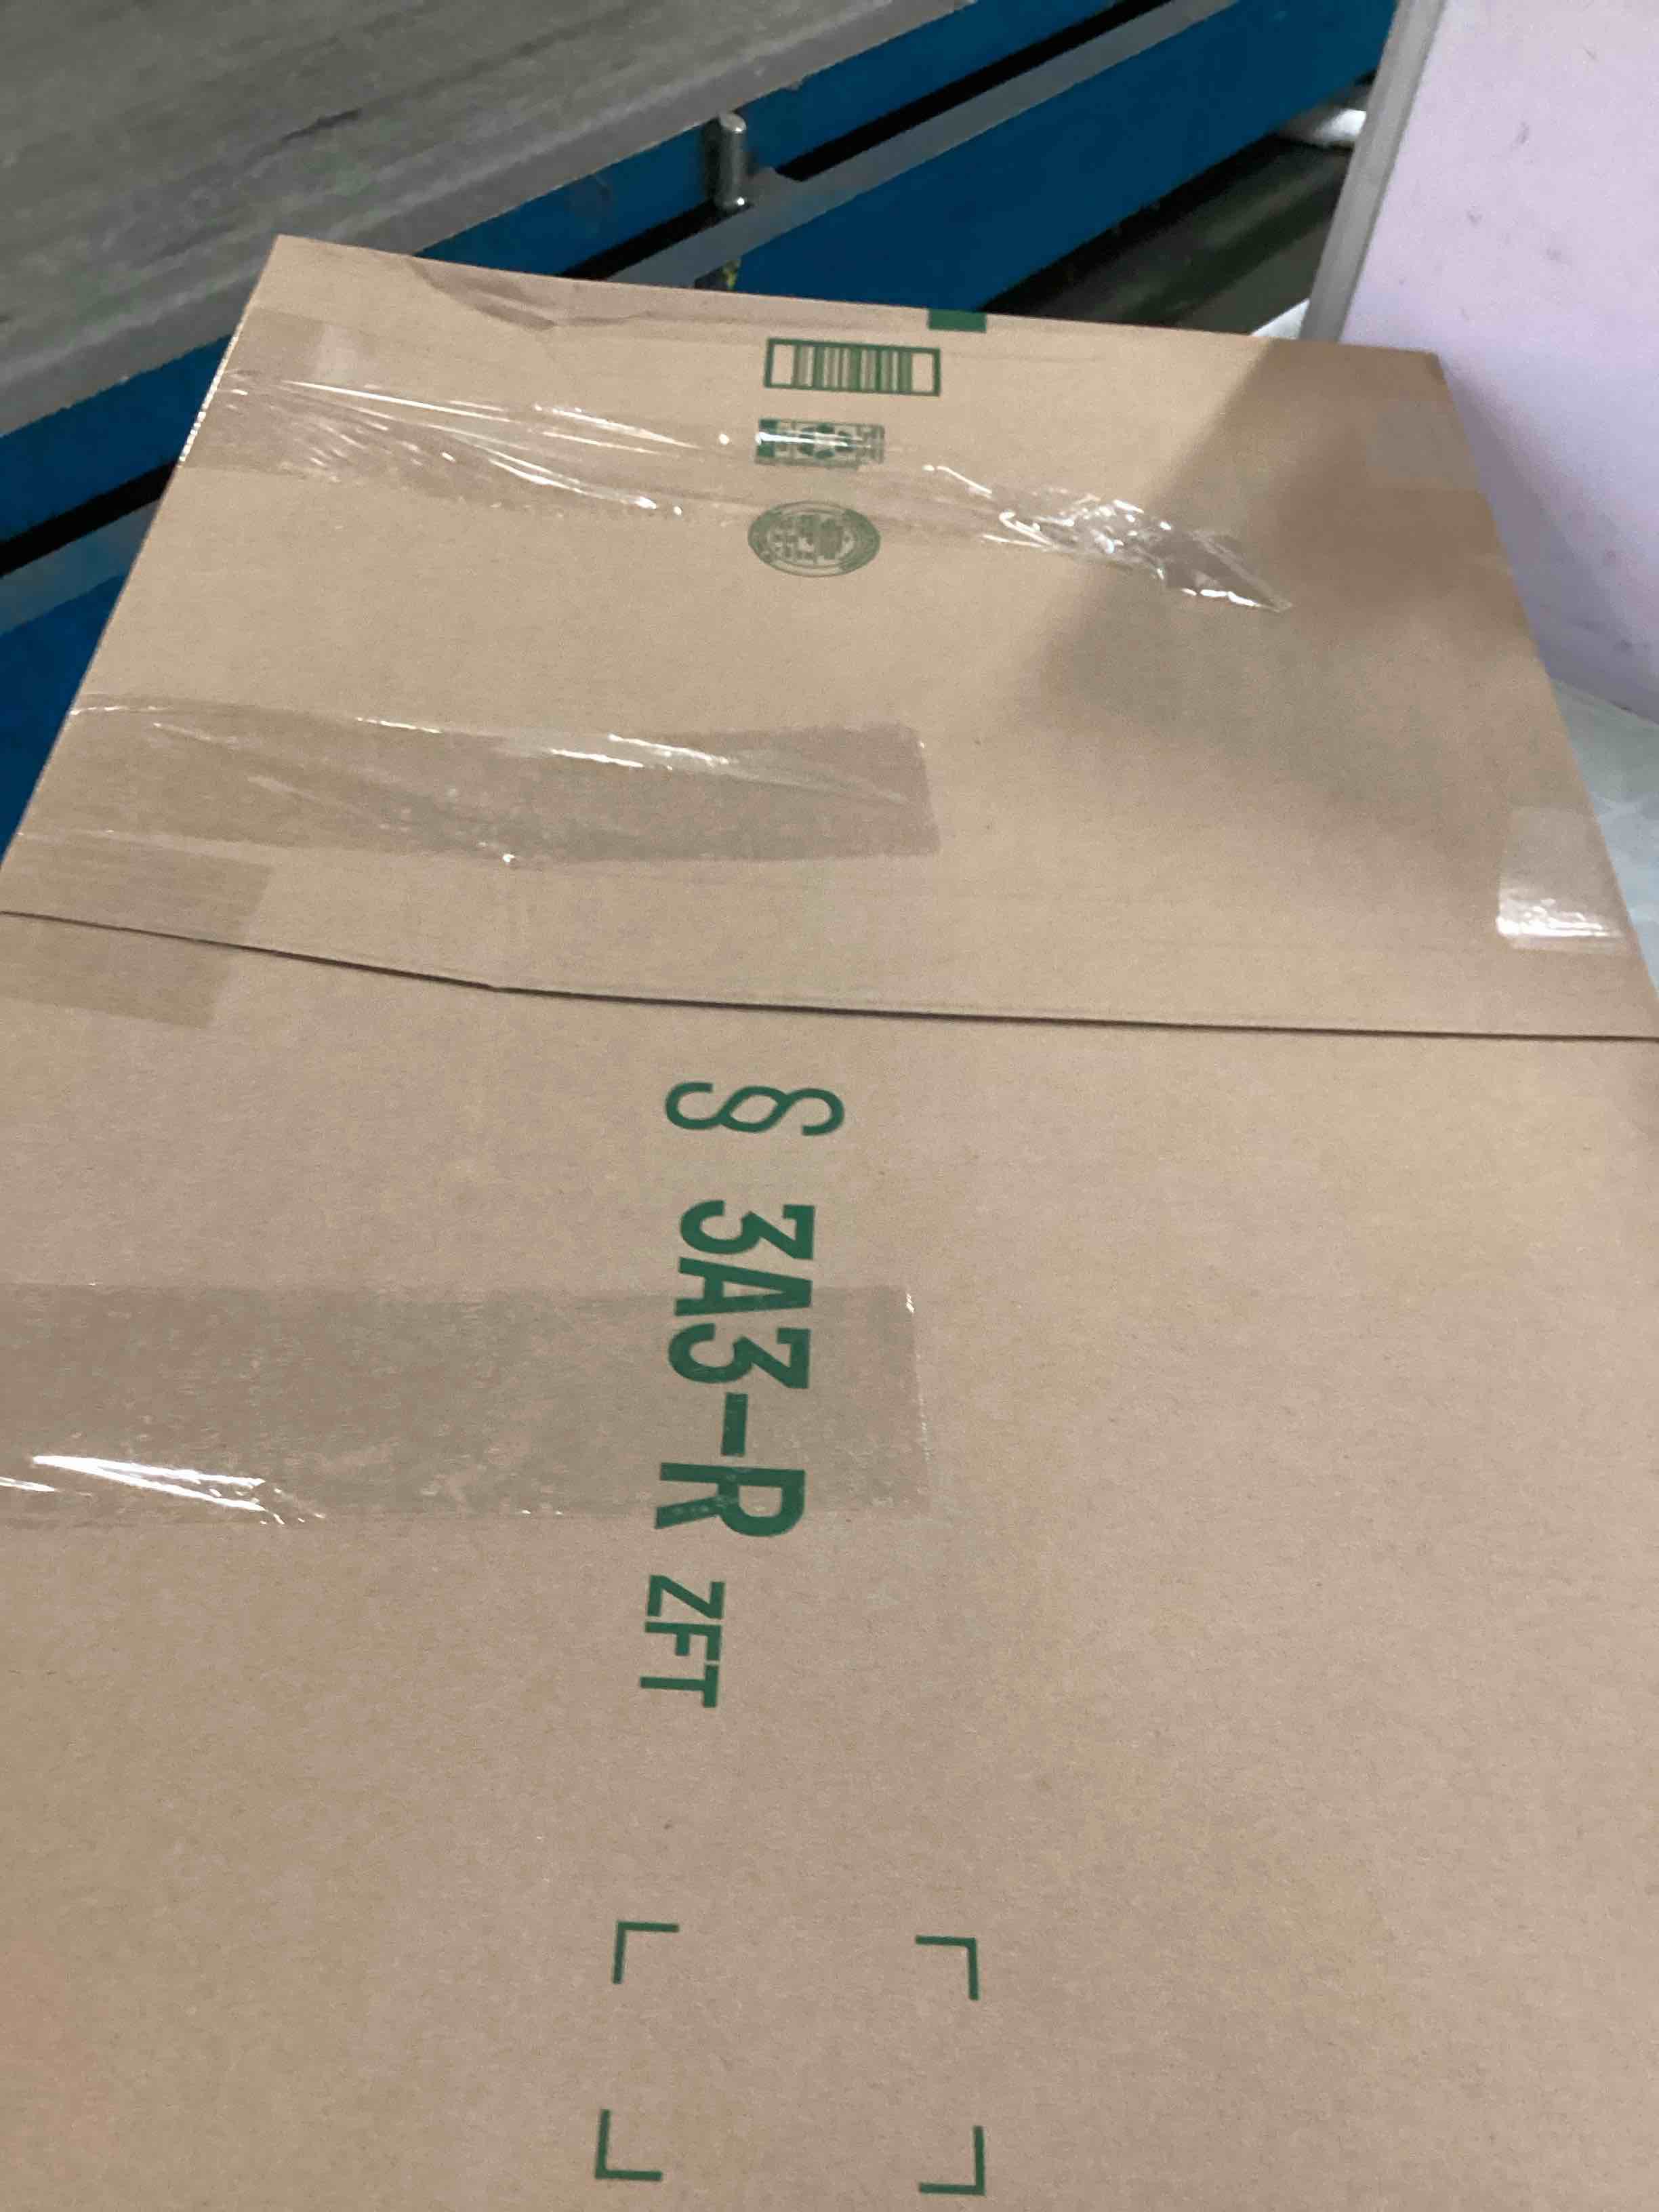 § 3A3-R ZFT